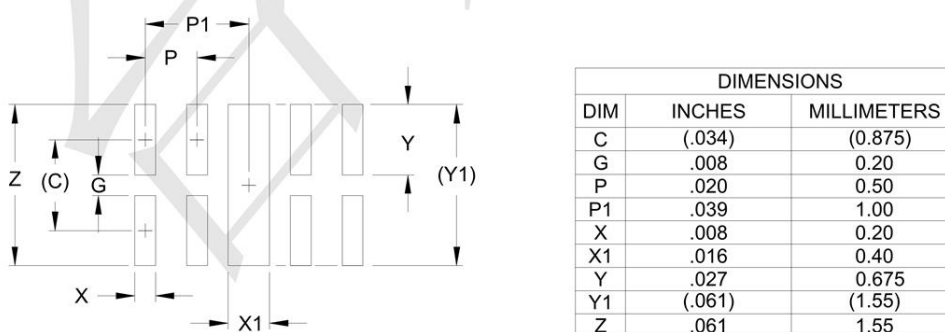 P1
P
Z
(C)
G
Y
(Y1)
X
X1
DIMENSIONS
DIM INCHES MILLIMETERS
C (.034) (0.875)
G .008 0.20
P .020 0.50
P1 .039 1.00
X .008 0.20
X1 .016 0.40
Y .027 0.675
Y1 (.061) (1.55)
Z .061 1.55